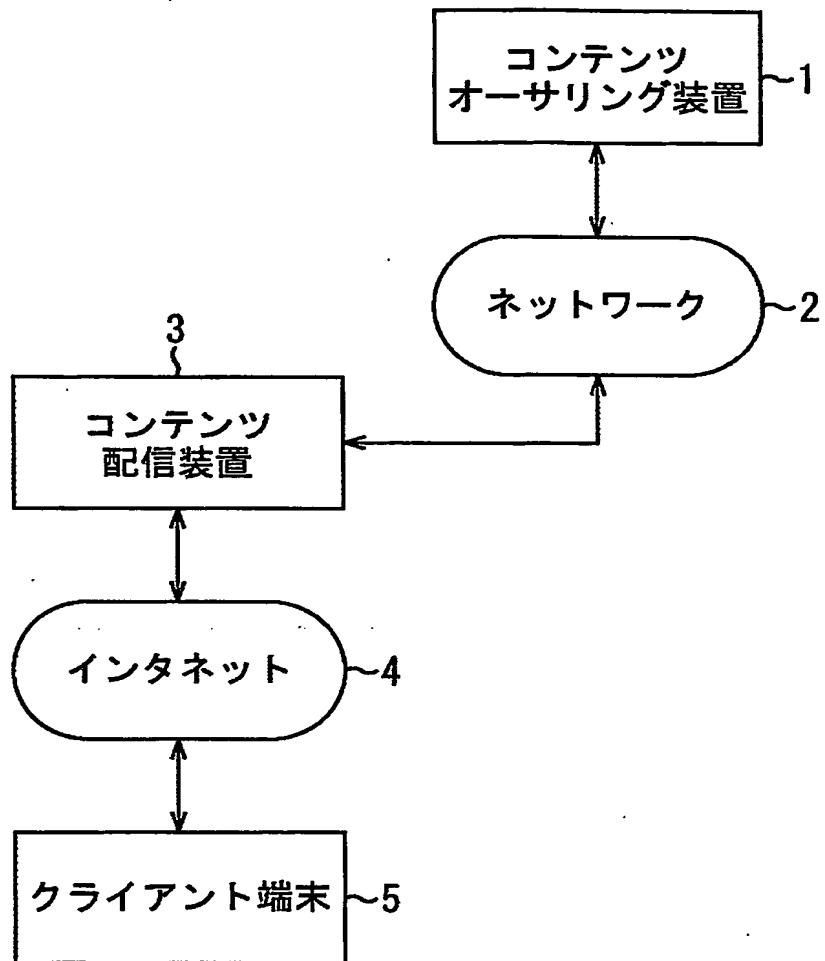 コンテンツ
オーサリング装置
1
ネットワーク
2
3
コンテンツ
配信装置
インタネット
4
クライアント端末
5